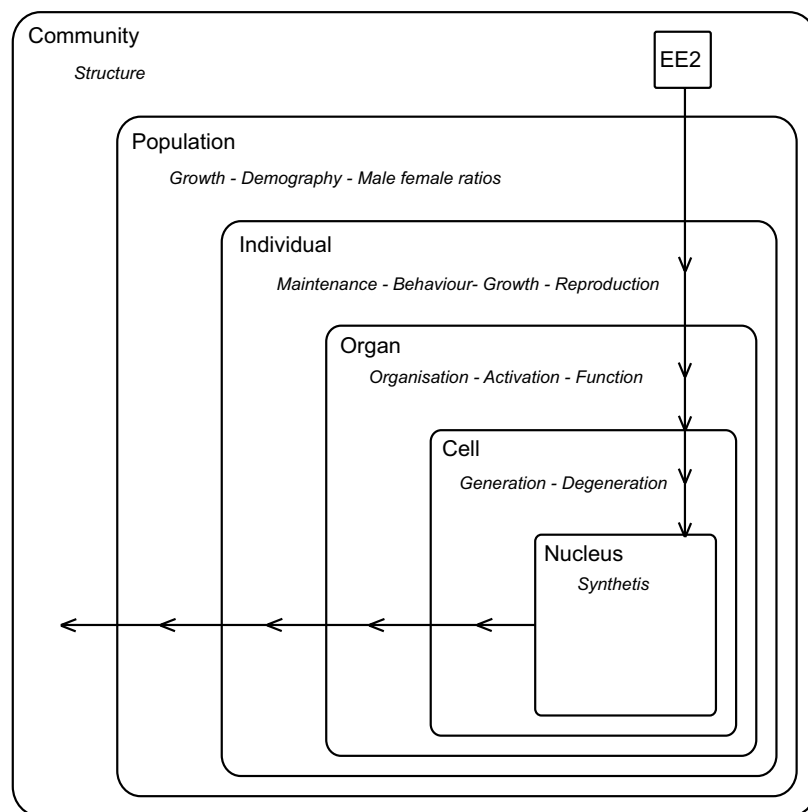 Community
EE2
Structure
Population
Growth - Demography - Male female ratios
Individual
Maintenance - Behaviour- Growth - Reproduction
Organ
Organisation - Activation - Function
Cell
Generation - Degeneration
Nucleus
Synthetis